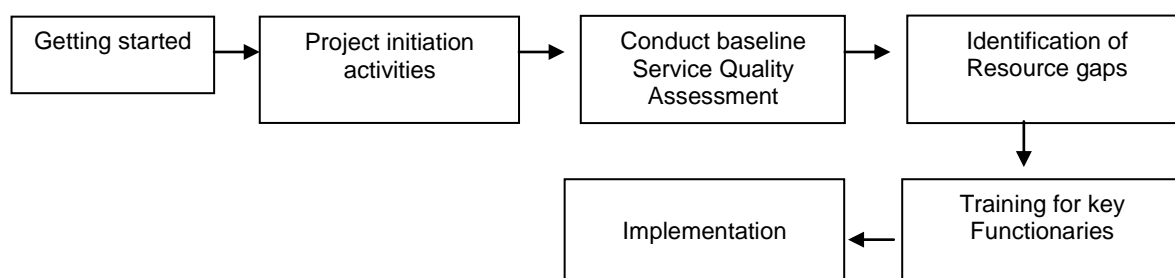 Getting started
Project initiation
activities
Conduct baseline
Service Quality
Assessment
Identification of
Resource gaps
Training for key
Functionaries
Implementation